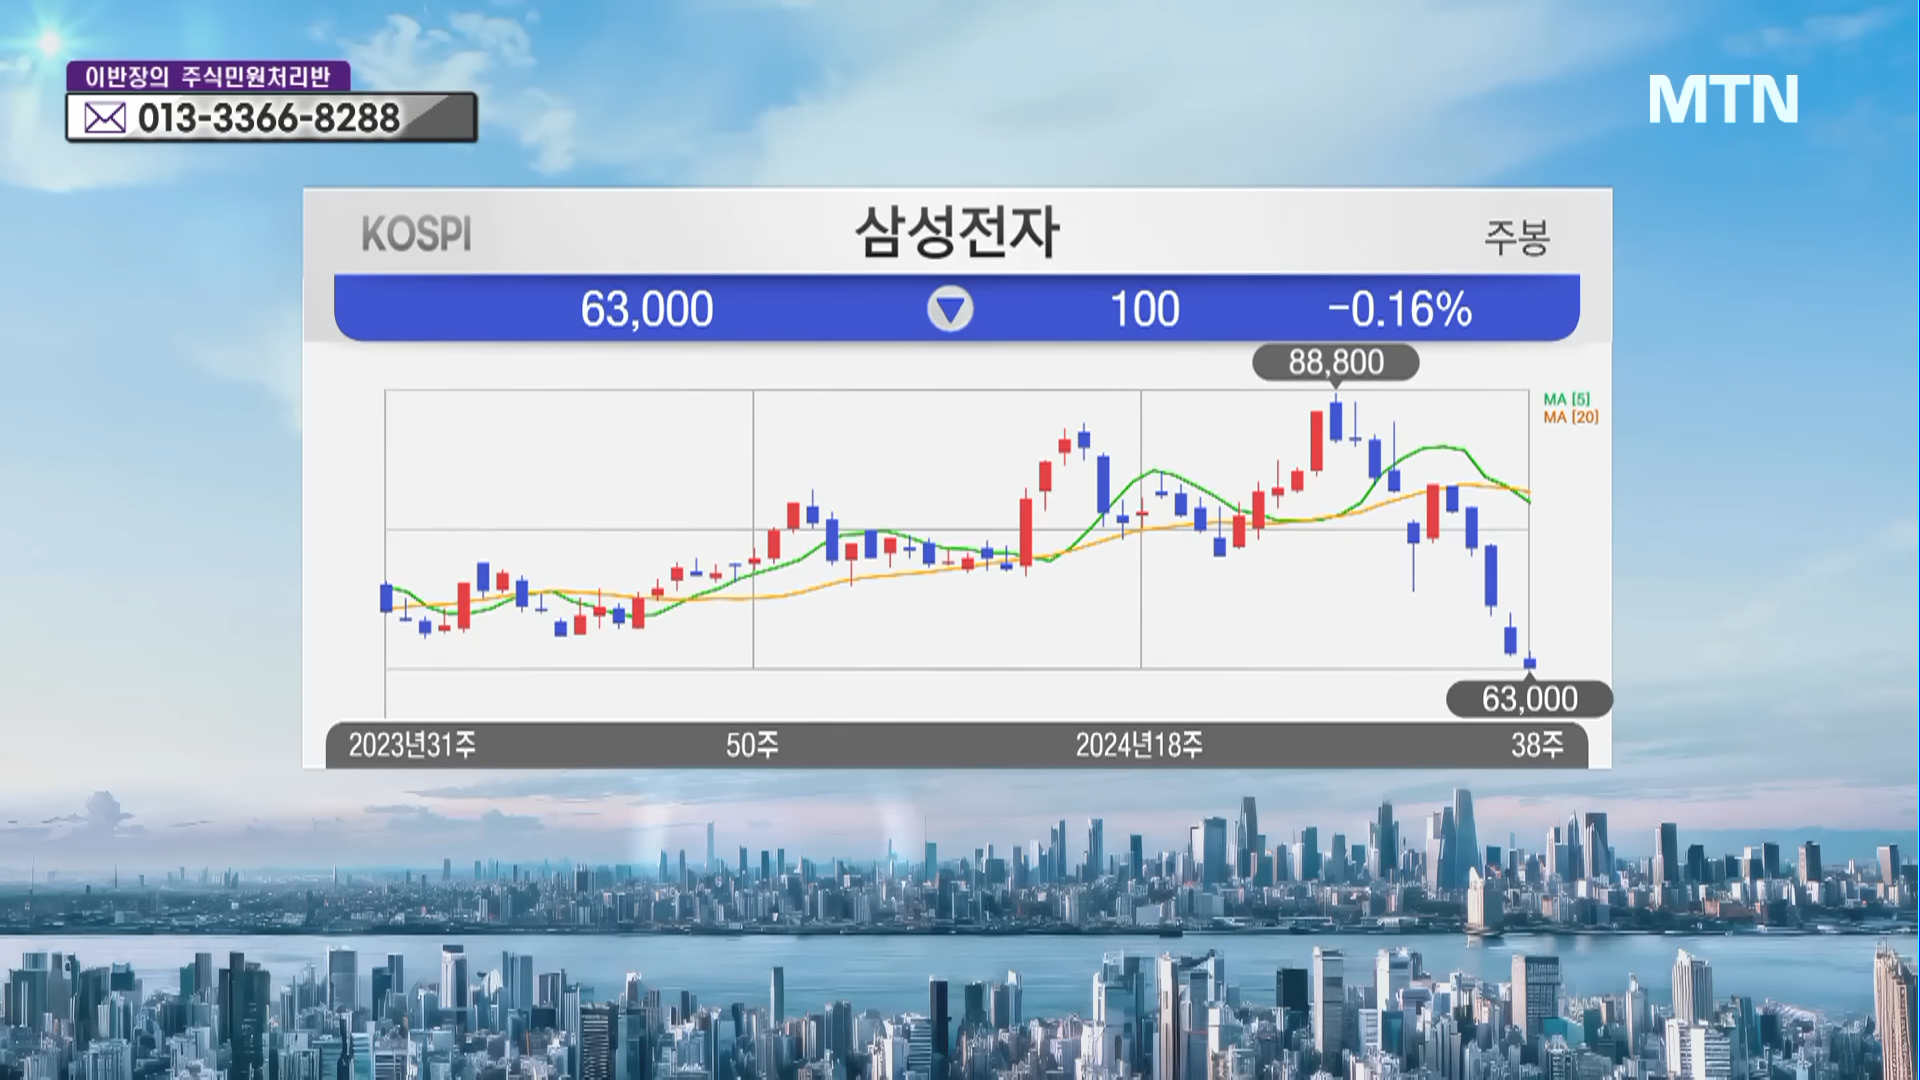 이반장의 주식민원처리반
013-3366-8288
MTN
KOSPI 삼성전자 주봉
63,000 ▼ 100 -0.16%
88,800
MA [5]
MA [20]
63,000
2023년31주 50주 2024년18주 38주